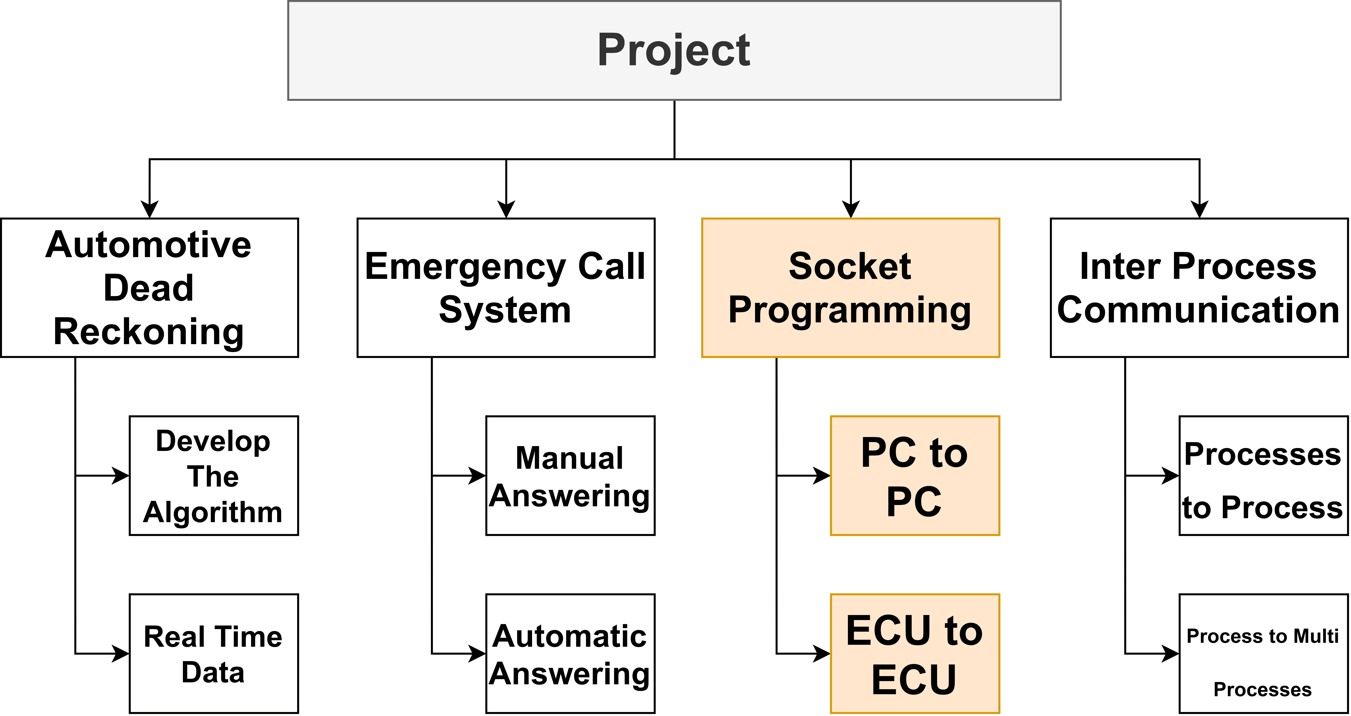 Project
Automotive
Dead
Reckoning
Emergency Call
System
Socket
Programming
Inter Process
Communication
Develop
The
Algorithm
Manual
Answering
PC to
PC
Processes
to Process
Real Time
Data
Automatic
Answering
ECU to
ECU
Process to Multi
Processes